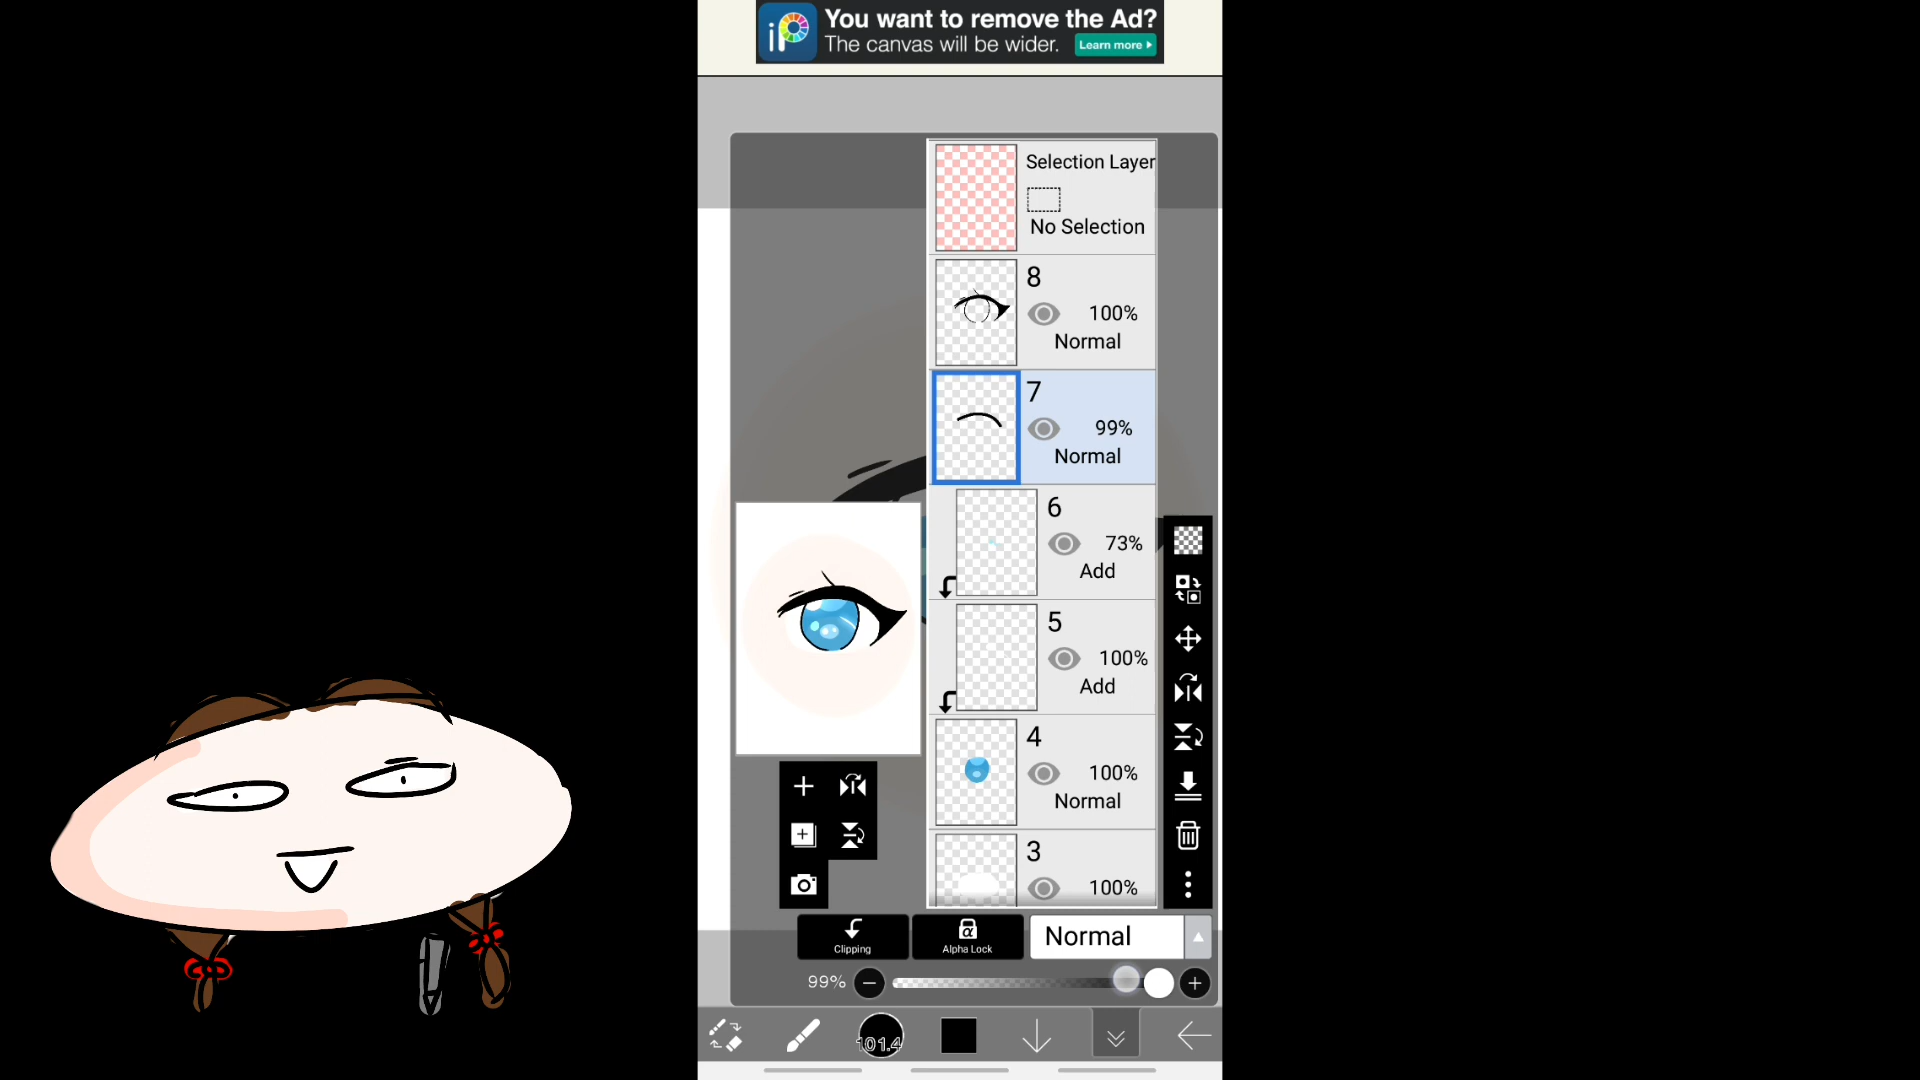 iP
You want to remove the Ad?
The canvas will be wider.
Learn more
Selection Layer
No Selection
8
100%
Normal
7
99%
Normal
6
73%
Add
5
100%
Add
4
100%
Normal
3
100%
Clipping
α
Alpha Lock
Normal
99%
101.4